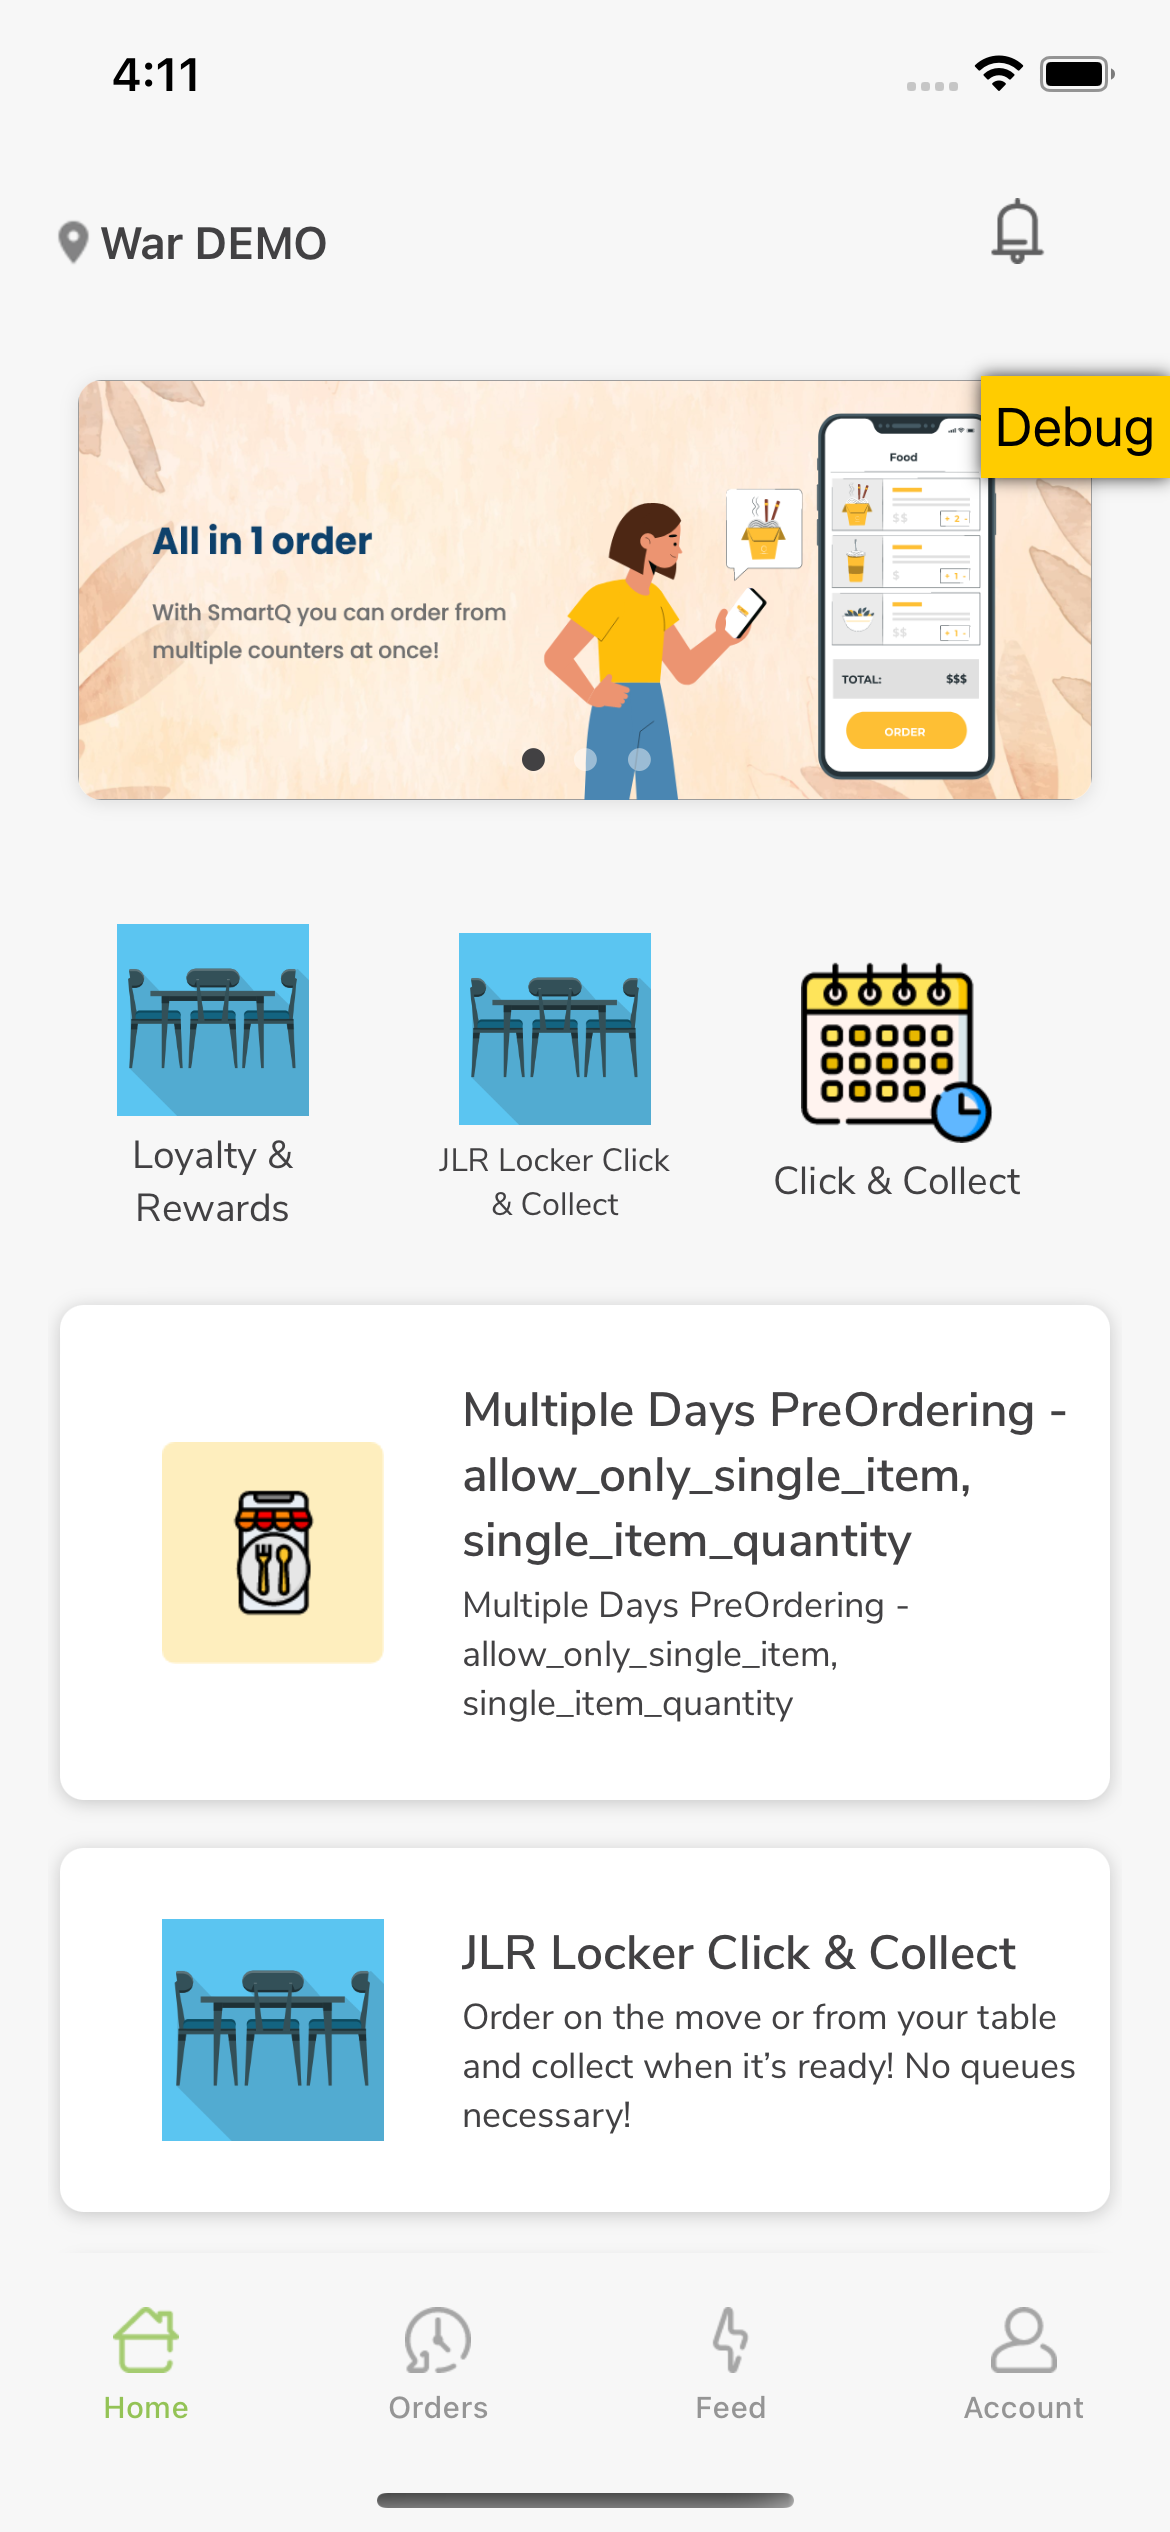 4:11
War DEMO
Debug
All in 1 order
With SmartQ you can order from
multiple counters at once!
Food
$$
+ 2 -
$
+ 1 -
$$
+ 1 -
TOTAL: $$$
ORDER
Loyalty &
Rewards
JLR Locker Click
& Collect
Click & Collect
Multiple Days PreOrdering -
allow_only_single_item,
single_item_quantity
Multiple Days PreOrdering -
allow_only_single_item,
single_item_quantity
JLR Locker Click & Collect
Order on the move or from your table
and collect when it’s ready! No queues
necessary!
Home
Orders
Feed
Account